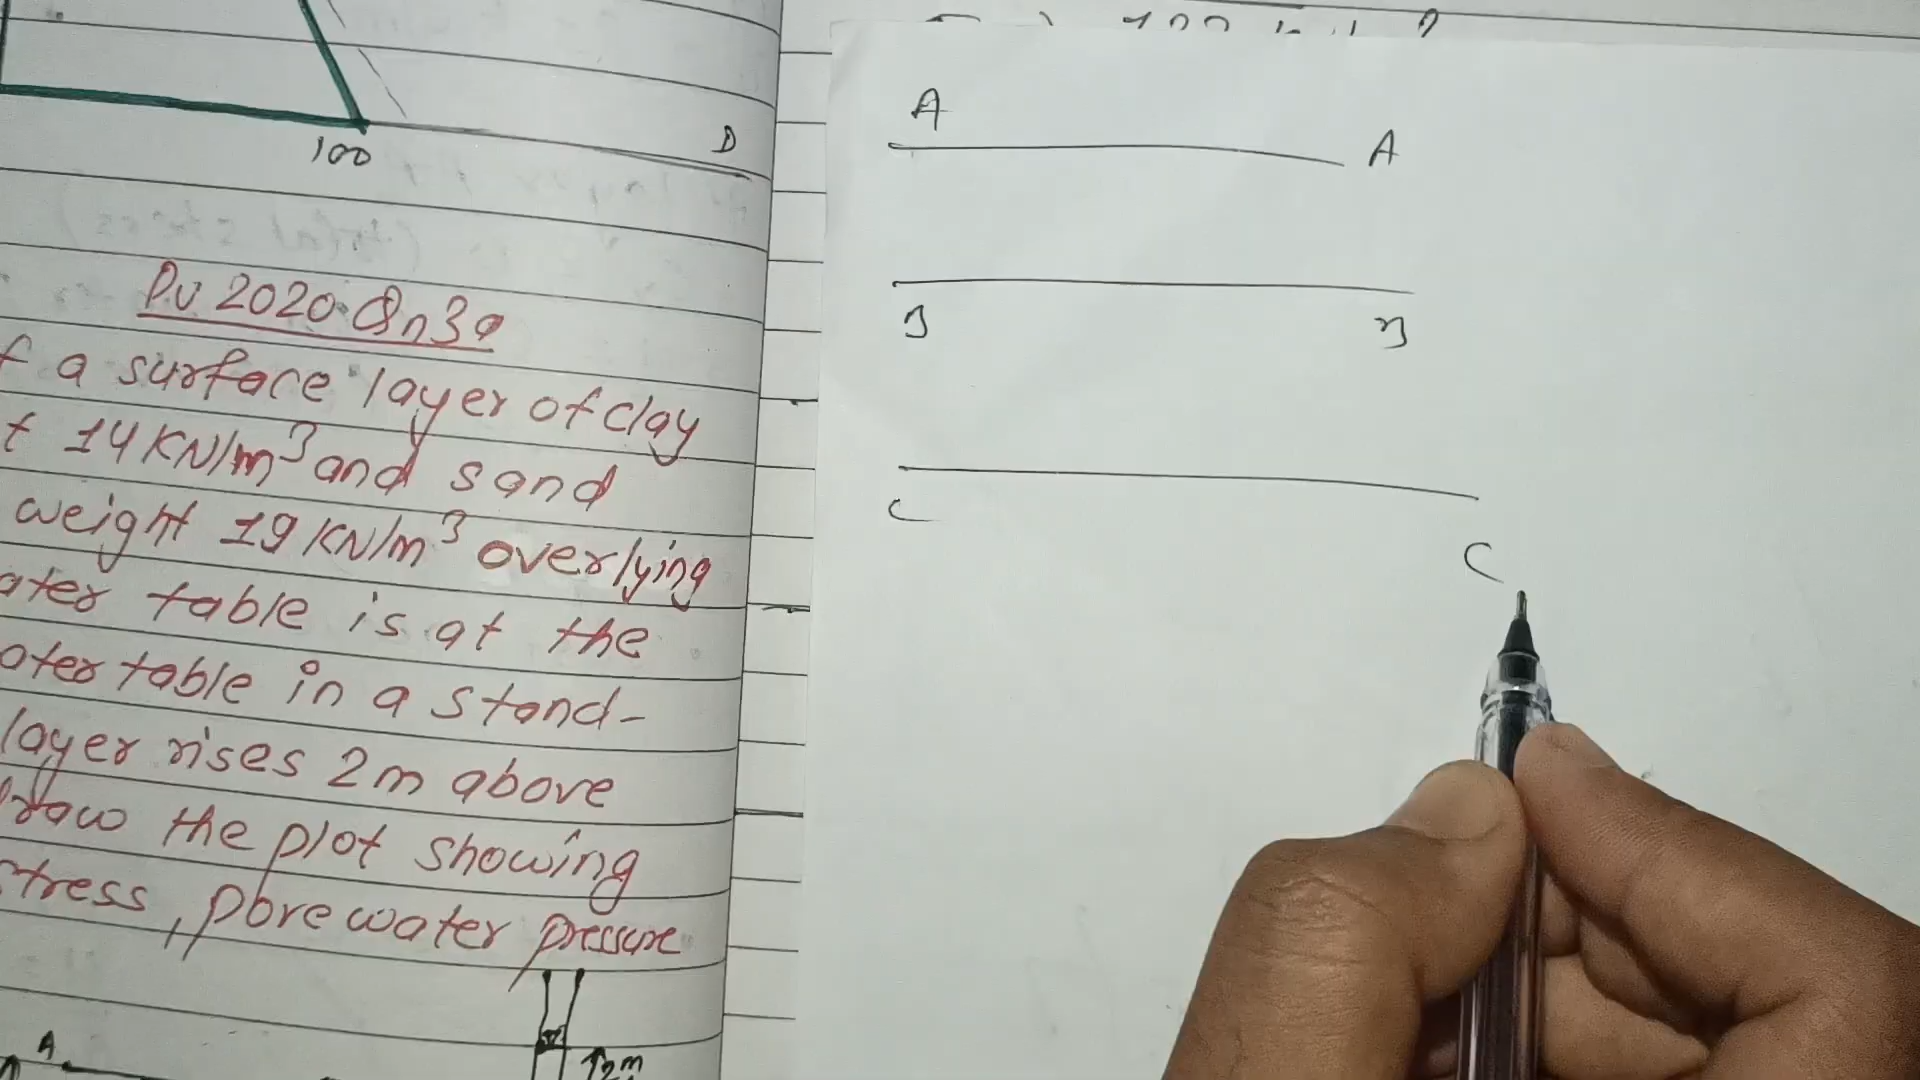 100
D
PU 2020 Qn 3a
f a surface layer of clay
t 14 KN/m³ and sand
weight 19 KN/m³ overlying
ater table is at the
ater table in a stand-
layer rises 2m above
Draw the plot showing
stress, pore water pressure
A
2m
A
A
B
B
C
C